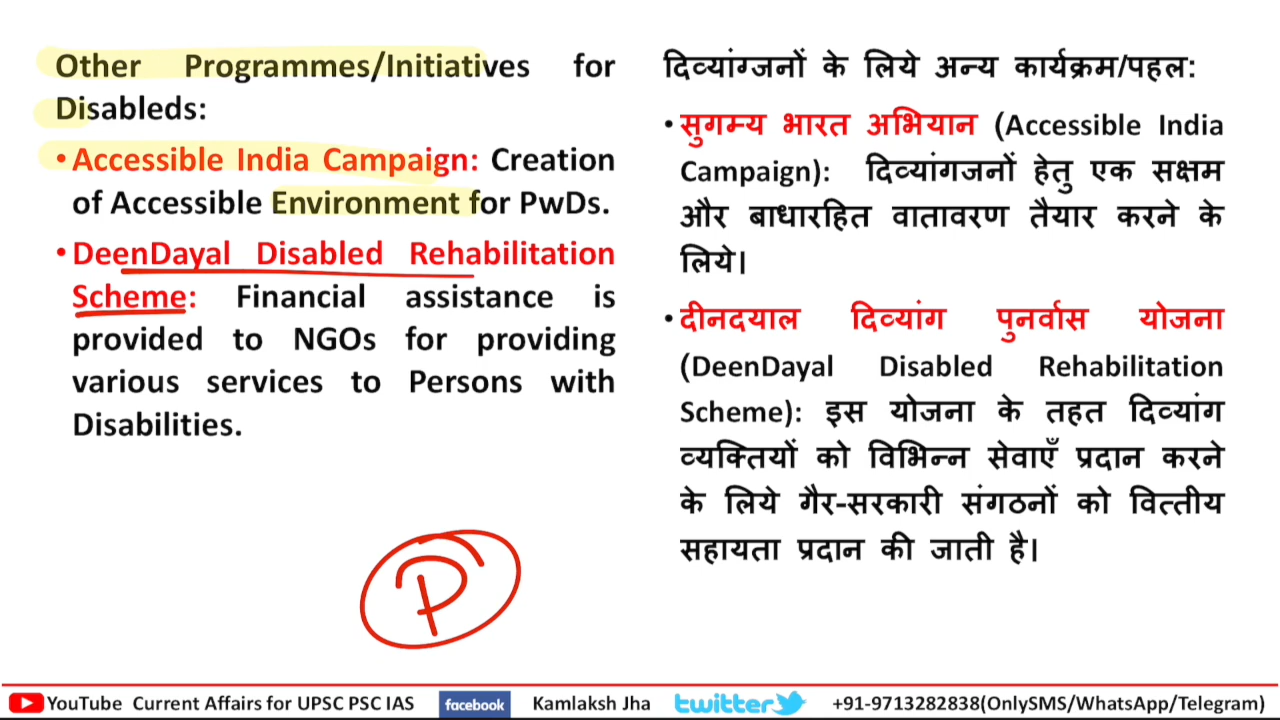 Other Programmes/Initiatives for
Disableds:
• Accessible India Campaign: Creation
of Accessible Environment for PwDs.
• DeenDayal Disabled Rehabilitation
Scheme: Financial assistance is
provided to NGOs for providing
various services to Persons with
Disabilities.
P
दिव्यांग्जनों के लिये अन्य कार्यक्रम/पहल:
• सुगम्य भारत अभियान (Accessible India
Campaign): दिव्यांगजनों हेतु एक सक्षम
और बाधारहित वातावरण तैयार करने के
लिये।
• दीनदयाल दिव्यांग पुनर्वास योजना
(DeenDayal Disabled Rehabilitation
Scheme): इस योजना के तहत दिव्यांग
व्यक्तियों को विभिन्न सेवाएँ प्रदान करने
के लिये गैर-सरकारी संगठनों को वित्तीय
सहायता प्रदान की जाती है।
YouTube Current Affairs for UPSC PSC IAS facebook Kamlaksh Jha twitter +91-9713282838(OnlySMS/WhatsApp/Telegram)